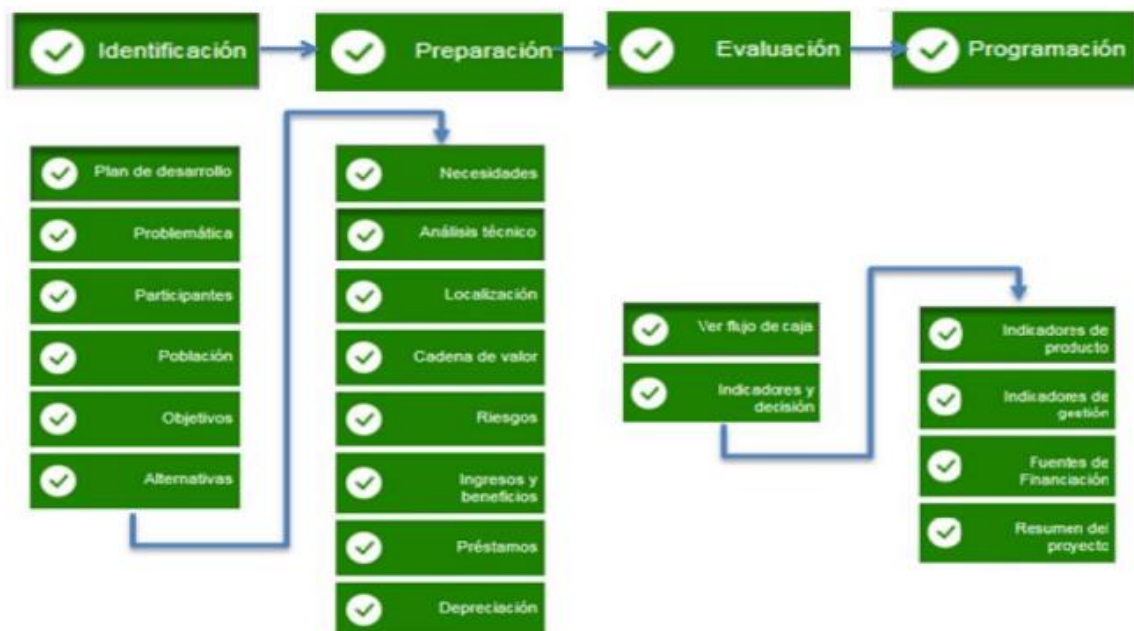 Identificación
Preparación
Evaluación
Programación
Plan de desarrollo
Problemática
Participantes
Población
Objetivos
Alternativas
Necesidades
Análisis técnico
Localización
Cadena de valor
Riesgos
Ingresos y
beneficios
Préstamos
Depreciación
Ver flujo de caja
Indicadores y
decisión
Indicadores de
producto
Indicadores de
gestión
Fuentes de
Financiación
Resumen del
proyecto